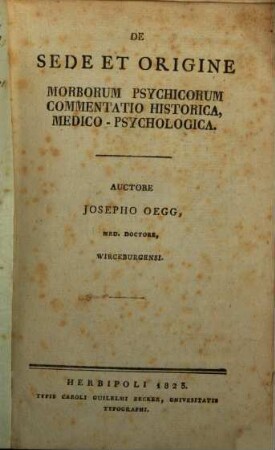 DE
SEDE ET ORIGINE
MORBORUM PSYCHICORUM
COMMENTATIO HISTORICA,
MEDICO-PSYCHOLOGICA.
AUCTORE
JOSEPHO OEGG,
MED. DOCTORE,
WIRCEBURGENSI.
HERBIPOLI 1825.
TYPIS CAROLI GUILELMI BECKER, UNIVERSITATIS
TYPOGRAPHI.